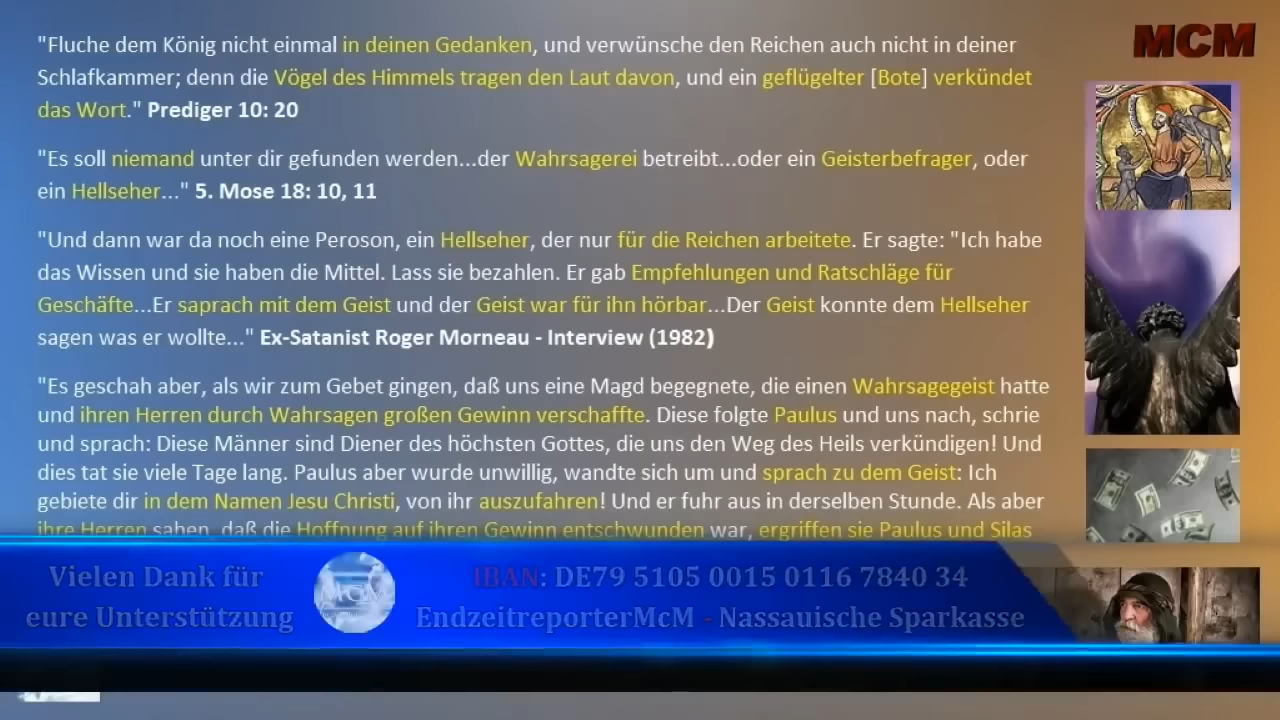 "Fluche dem König nicht einmal in deinen Gedanken, und verwünsche den Reichen auch nicht in deiner
Schlafkammer; denn die Vögel des Himmels tragen den Laut davon, und ein geflügelter [Bote] verkündet
das Wort." Prediger 10: 20
"Es soll niemand unter dir gefunden werden...der Wahrsagerei betreibt...oder ein Geisterbefrager, oder
ein Hellseher..." 5. Mose 18: 10, 11
"Und dann war da noch eine Peroson, ein Hellseher, der nur für die Reichen arbeitete. Er sagte: "Ich habe
das Wissen und sie haben die Mittel. Lass sie bezahlen. Er gab Empfehlungen und Ratschläge für
Geschäfte...Er saprach mit dem Geist und der Geist war für ihn hörbar...Der Geist konnte dem Hellseher
sagen was er wollte..." Ex-Satanist Roger Morneau - Interview (1982)
"Es geschah aber, als wir zum Gebet gingen, daß uns eine Magd begegnete, die einen Wahrsagegeist hatte
und ihren Herren durch Wahrsagen großen Gewinn verschaffte. Diese folgte Paulus und uns nach, schrie
und sprach: Diese Männer sind Diener des höchsten Gottes, die uns den Weg des Heils verkündigen! Und
dies tat sie viele Tage lang. Paulus aber wurde unwillig, wandte sich um und sprach zu dem Geist: Ich
gebiete dir in dem Namen Jesu Christi, von ihr auszufahren! Und er fuhr aus in derselben Stunde. Als aber
ihre Herren sahen, daß die Hoffnung auf ihren Gewinn entschwunden war, ergriffen sie Paulus und Silas
MCM
Vielen Dank für
eure Unterstützung
MCM
IBAN: DE79 5105 0015 0116 7840 34
EndzeitreporterMcM - Nassauische Sparkasse